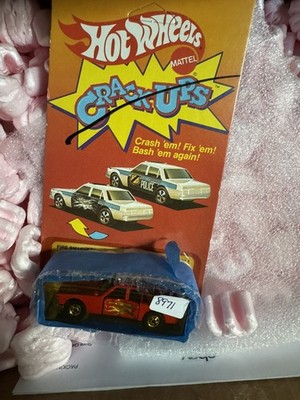 HOT WHEELS
MATTEL
CRACK-UPS
Crash 'em! Fix 'em!
Bash 'em again!
POLICE
8971